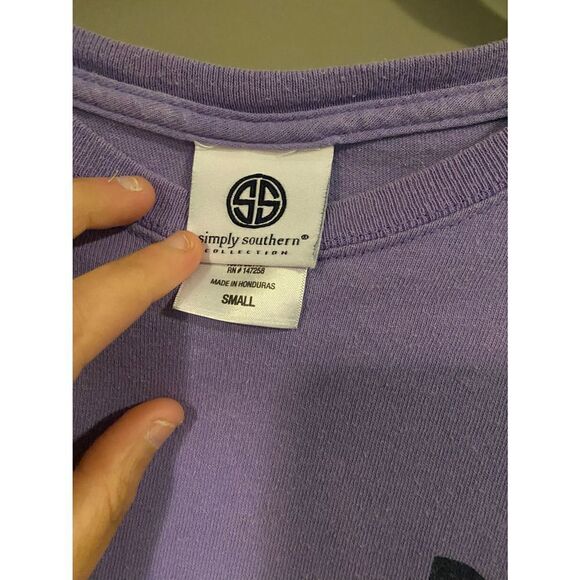 SS
simply southern®
COLLECTION
RN # 147258
MADE IN HONDURAS
SMALL